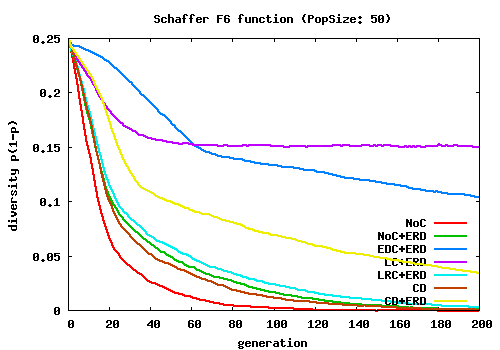 Schaffer F6 function (PopSize: 50)
0.25
0.2
0.15
0.1
0.05
0
diversity p(1-p)
NoC
NoC+ERD
EDC+ERD
LC+ERD
LRC+ERD
CD
CD+ERD
0 20 40 60 80 100 120 140 160 180 200
generation